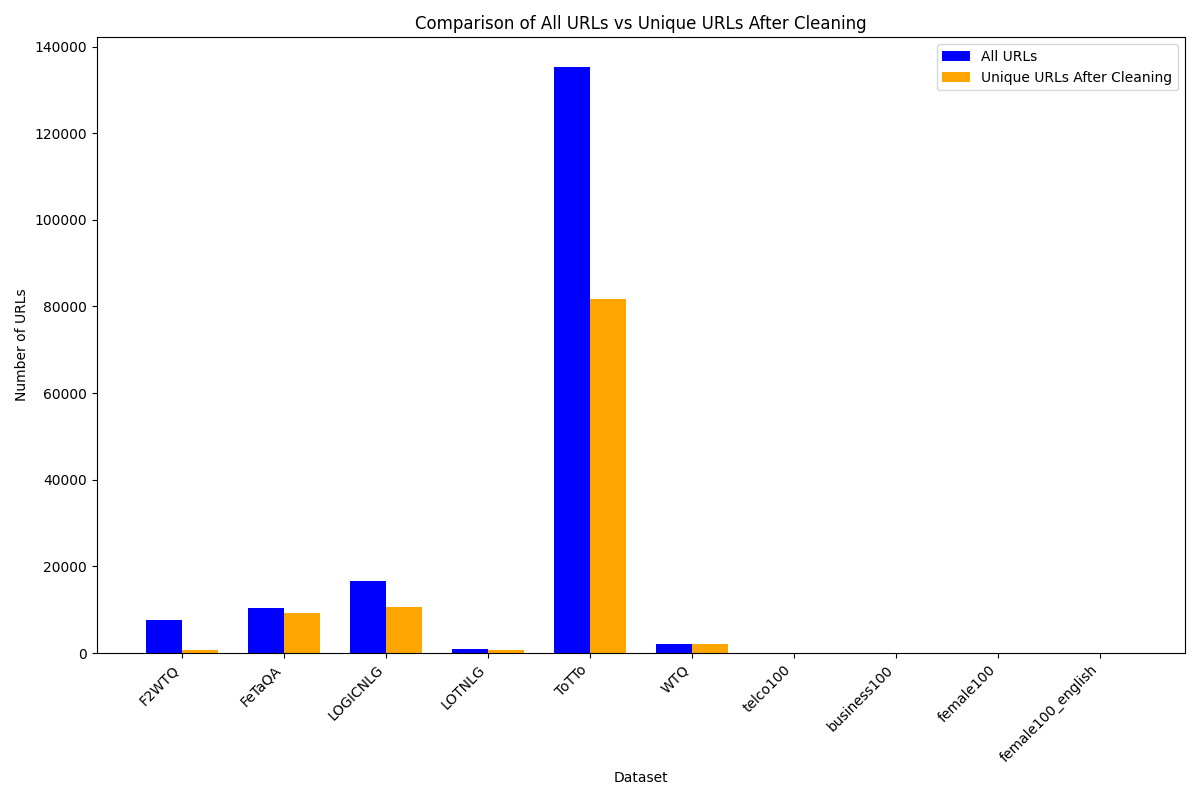 Comparison of All URLs vs Unique URLs After Cleaning
All URLs
Unique URLs After Cleaning
Number of URLs
140000
120000
100000
80000
60000
40000
20000
0
F2WTQ
FeTaQA
LOGICNLG
LOTNLG
ToTTo
WTQ
telco100
business100
female100
female100_english
Dataset